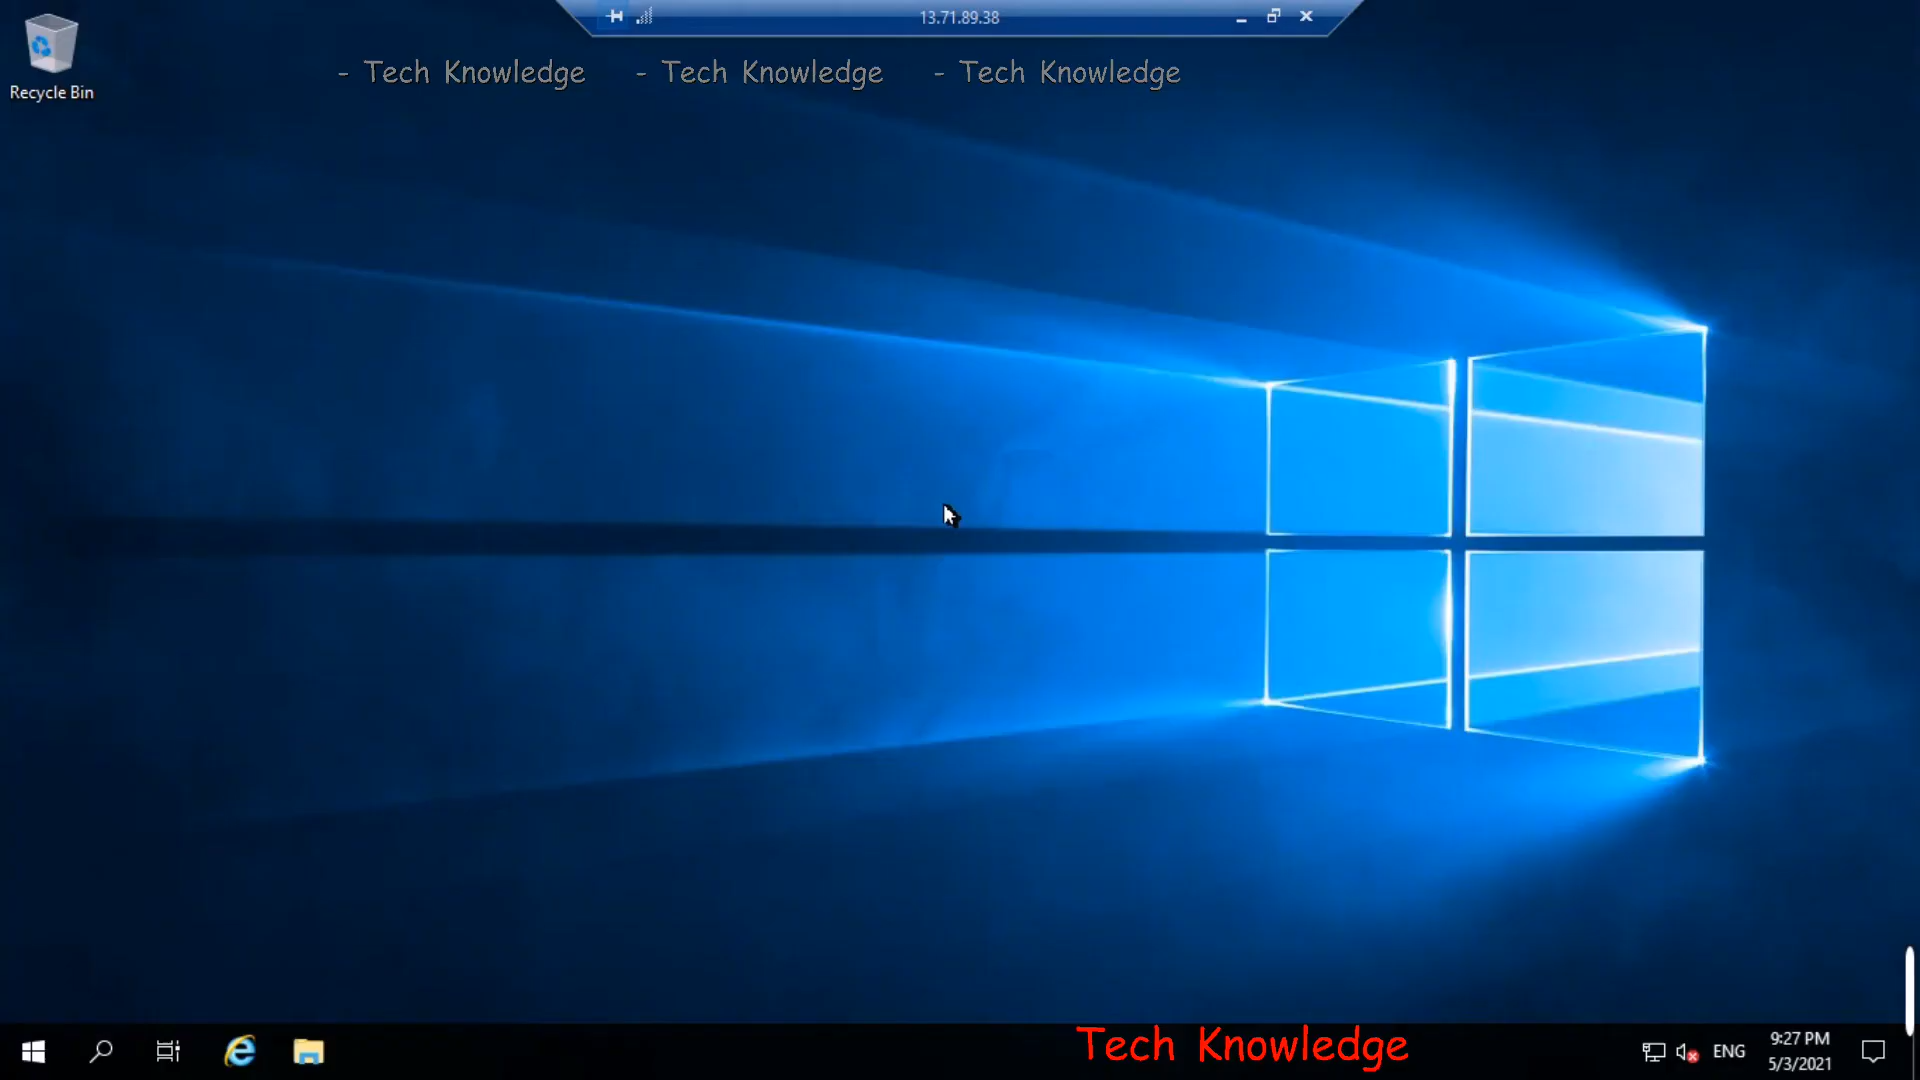 13.71.89.38
- Tech Knowledge - Tech Knowledge - Tech Knowledge
Recycle Bin
Tech Knowledge
ENG
9:27 PM
5/3/2021